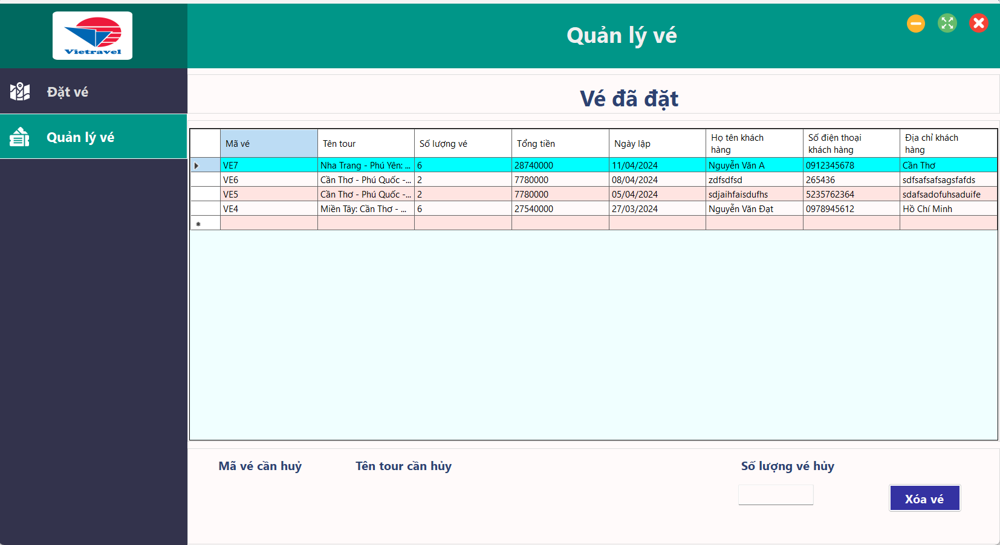 Vietravel
Quản lý vé
Đặt vé
Quản lý vé
Vé đã đặt
Mã vé Tên tour Số lượng vé Tổng tiền Ngày lập Họ tên khách hàng Số điện thoại khách hàng Địa chỉ khách hàng
VE7 Nha Trang - Phú Yên: ... 6 28740000 11/04/2024 Nguyễn Văn A 0912345678 Cần Thơ
VE6 Cần Thơ - Phú Quốc -... 2 7780000 08/04/2024 zdfsdfsd 265436 sdfsafsafsagsfafds
VE5 Cần Thơ - Phú Quốc -... 2 7780000 05/04/2024 sdjaihfaisdufhs 5235762364 sdafsadofuhsaduife
VE4 Miền Tây: Cần Thơ - ... 6 27540000 27/03/2024 Nguyễn Văn Đạt 0978945612 Hồ Chí Minh
Mã vé cần huỷ Tên tour cần hủy Số lượng vé hủy
Xóa vé